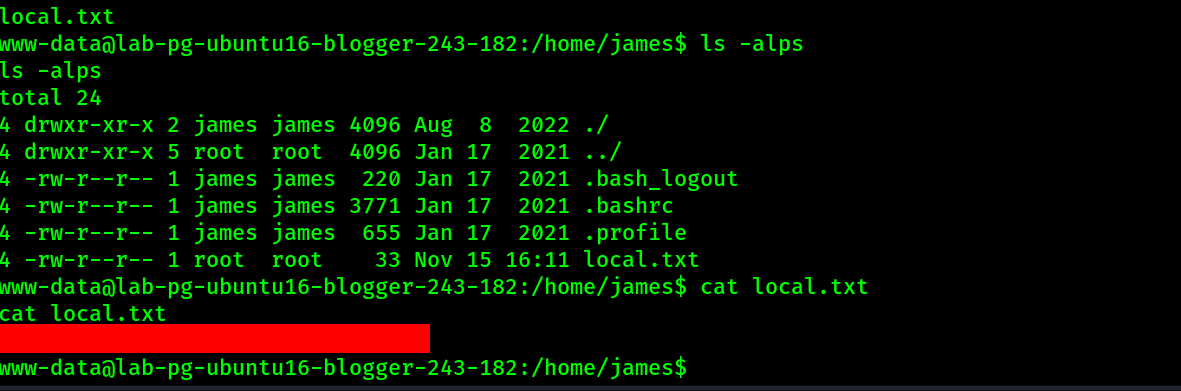 local.txt
www-data@lab-pg-ubuntu16-blogger-243-182:/home/james$ ls -alps
ls -alps
total 24
4 drwxr-xr-x 2 james james 4096 Aug  8  2022 ./
4 drwxr-xr-x 5 root  root  4096 Jan 17  2021 ../
4 -rw-r--r-- 1 james james  220 Jan 17  2021 .bash_logout
4 -rw-r--r-- 1 james james 3771 Jan 17  2021 .bashrc
4 -rw-r--r-- 1 james james  655 Jan 17  2021 .profile
4 -rw-r--r-- 1 root  root    33 Nov 15 16:11 local.txt
www-data@lab-pg-ubuntu16-blogger-243-182:/home/james$ cat local.txt
cat local.txt
www-data@lab-pg-ubuntu16-blogger-243-182:/home/james$